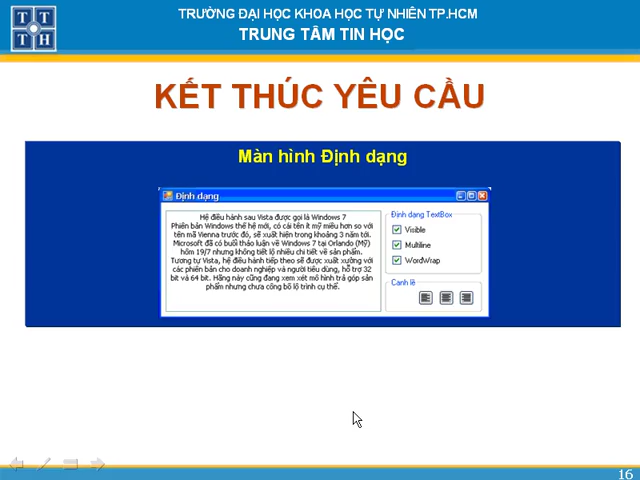 TRƯỜNG ĐẠI HỌC KHOA HỌC TỰ NHIÊN TP.HCM
TRUNG TÂM TIN HỌC
T T
T H
KẾT THÚC YÊU CẦU
Màn hình Định dạng
Định dạng
Hệ điều hành sau Vista được gọi là Windows 7
Phiên bản Windows thế hệ mới, có cái tên ít mỹ miều hơn so với
tên mã Vienna trước đó, sẽ xuất hiện trong khoảng 3 năm tới.
Microsoft đã có buổi thảo luận về Windows 7 tại Orlando (Mỹ)
hôm 19/7 nhưng không tiết lộ nhiều chi tiết về sản phẩm.
Tương tự Vista, hệ điều hành tiếp theo sẽ được xuất xưởng với
các phiên bản cho doanh nghiệp và người tiêu dùng, hỗ trợ 32
bit và 64 bit. Hãng này cũng đang xem xét mô hình trả góp sản
phẩm nhưng chưa công bố lộ trình cụ thể.
Định dạng TextBox
Visible
Multiline
WordWrap
Canh lề
16